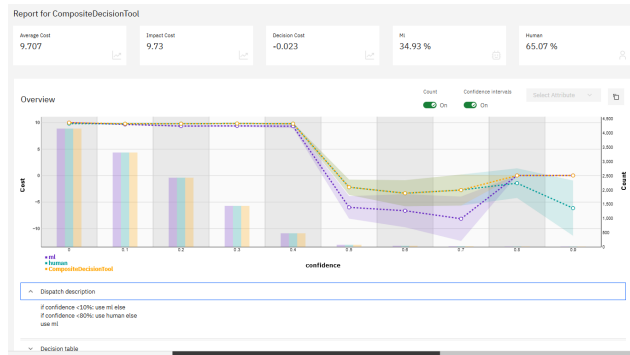 Report for CompositeDecisionTool
Average Cost
9.707
Impact Cost
9.73
Decision Cost
-0.023
Ml
34.93 %
Human
65.07 %
Overview
Count
On
Confidence intervals
On
Select Attribute
Cost
10
5
0
-5
-15
4,500
4,000
3,500
3,000
2,500
2,000
1,500
1,000
500
0
Count
0
0.1
0.2
0.3
0.4
0.5
0.6
0.7
0.8
0.9
confidence
ml
human
CompositeDecisionTool
Dispatch description
if confidence <10%: use ml else
if confidence <80%: use human else
use ml
Decision table